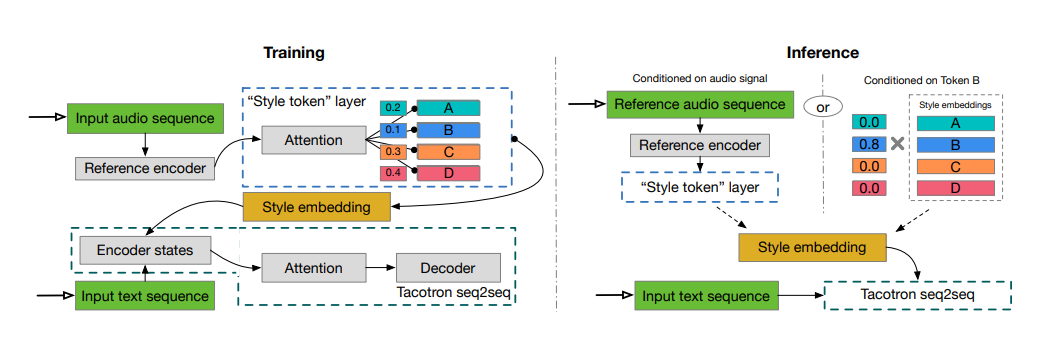 Training
Input audio sequence
Reference encoder
“Style token” layer
Attention
0.2 A
0.1 B
0.3 C
0.4 D
Style embedding
Encoder states
Attention
Decoder
Tacotron seq2seq
Input text sequence
Inference
Conditioned on audio signal
Reference audio sequence
Reference encoder
“Style token” layer
or
Conditioned on Token B
Style embeddings
0.0 A
0.8 B
0.0 C
0.0 D
Style embedding
Input text sequence
Tacotron seq2seq